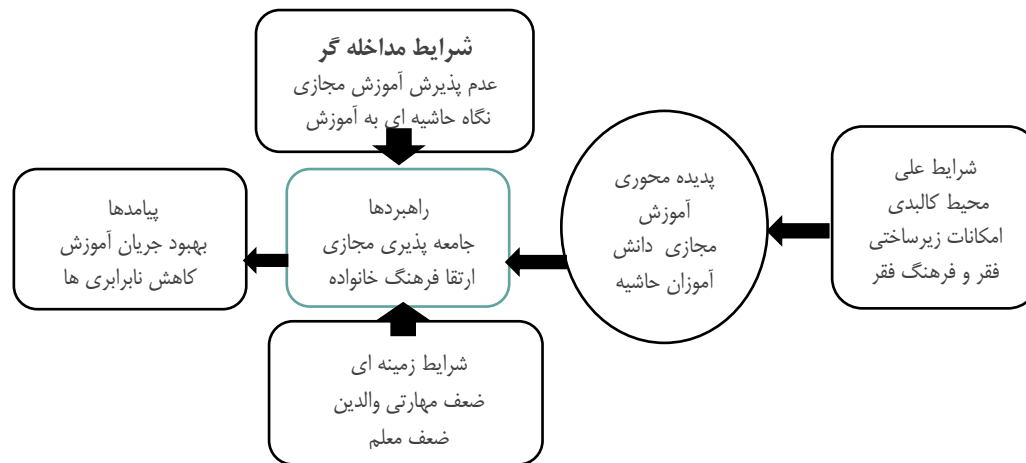 شرایط مداخله گر
عدم پذیرش آموزش مجازی
نگاه حاشیه ای به آموزش
شرایط علی
محیط کالبدی
امکانات زیرساختی
فقر و فرهنگ فقر
پدیده محوری
آموزش
مجازی دانش
آموزان حاشیه
راهبردها
جامعه پذیری مجازی
ارتقا فرهنگ خانواده
پیامدها
بهبود جریان آموزش
کاهش نابرابری ها
شرایط زمینه ای
ضعف مهارتی والدین
ضعف معلم